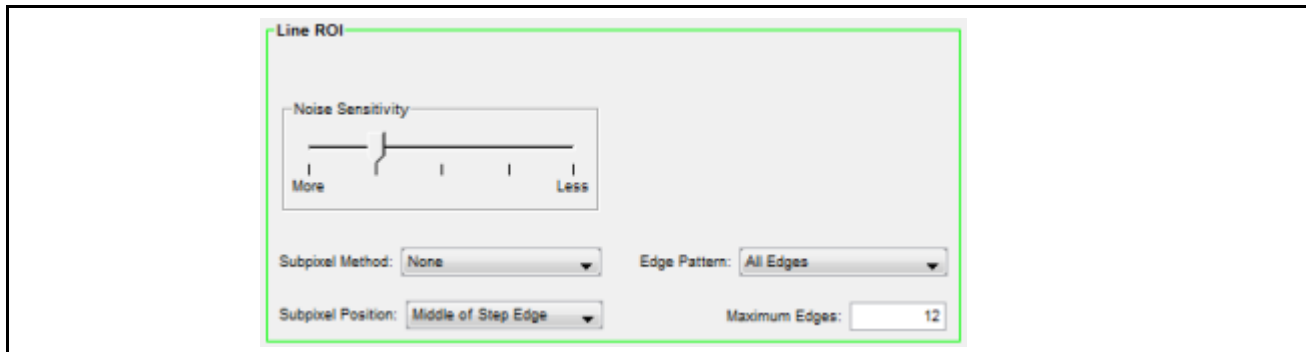 Line ROI
Noise Sensitivity
More Less
Subpixel Method: None Edge Pattern: All Edges
Subpixel Position: Middle of Step Edge Maximum Edges: 12